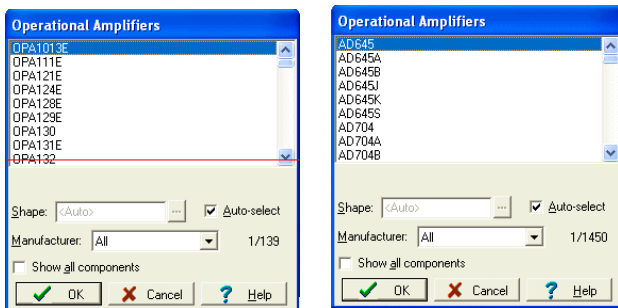 Operational Amplifiers
OPA1013E
OPA111E
OPA121E
OPA124E
OPA128E
OPA129E
OPA130
OPA131E
OPA132
Shape: <Auto> ... Auto-select
Manufacturer: All 1/139
Show all components
OK Cancel ? Help
Operational Amplifiers
AD645
AD645A
AD645B
AD645J
AD645K
AD645S
AD704
AD704A
AD704B
Shape: <Auto> ... Auto-select
Manufacturer: All 1/1450
Show all components
OK Cancel ? Help